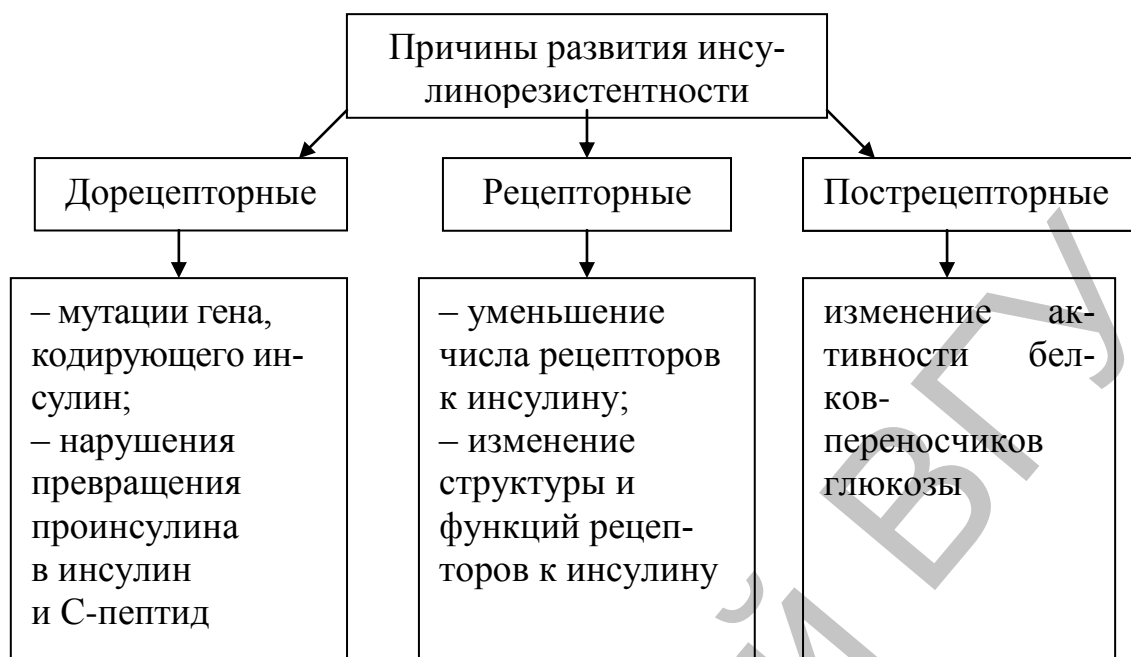 Причины развития инсу-
линорезистентности
Дорецепторные
Рецепторные
Пострецепторные
– мутации гена,
кодирующего ин-
сулин;
– нарушения
превращения
проинсулина
в инсулин
и С-пептид
– уменьшение
числа рецепторов
к инсулину;
– изменение
структуры и
функций рецеп-
торов к инсулину
изменение ак-
тивности бел-
ков-
переносчиков
глюкозы
Й ВГУ